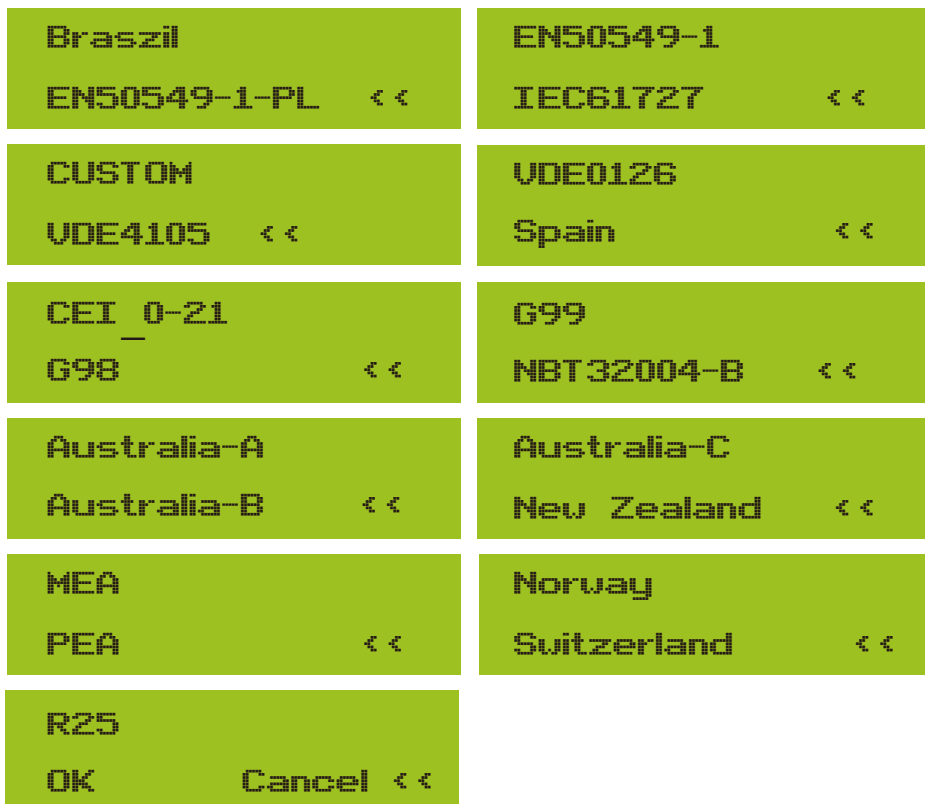 Braszil
EN50549-1-PL <<
EN50549-1
IEC61727 <<
CUSTOM
VDE4105 <<
VDE0126
Spain <<
CEI_0-21
G98 <<
G99
NBT32004-B <<
Australia-A
Australia-B <<
Australia-C
New Zealand <<
MEA
PEA <<
Norway
Switzerland <<
R25
OK Cancel <<